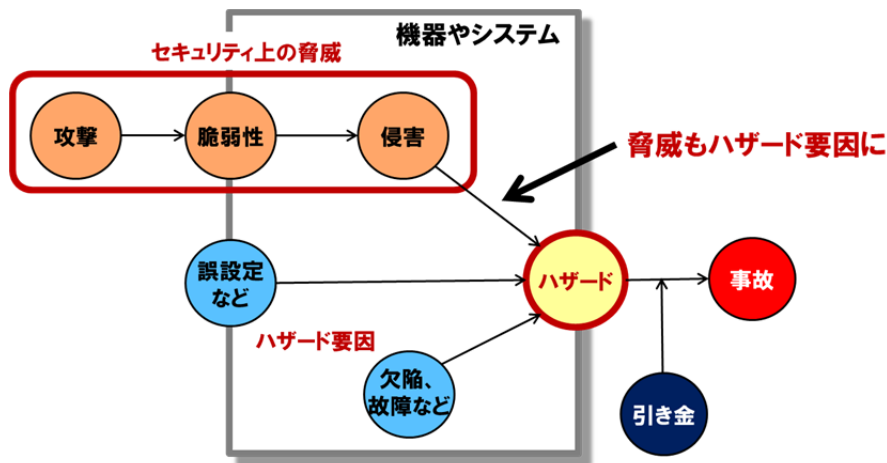 機器やシステム
セキュリティ上の脅威
攻撃
脆弱性
侵害
脅威もハザード要因に
誤設定
など
ハザード
事故
ハザード要因
欠陥、
故障など
引き金